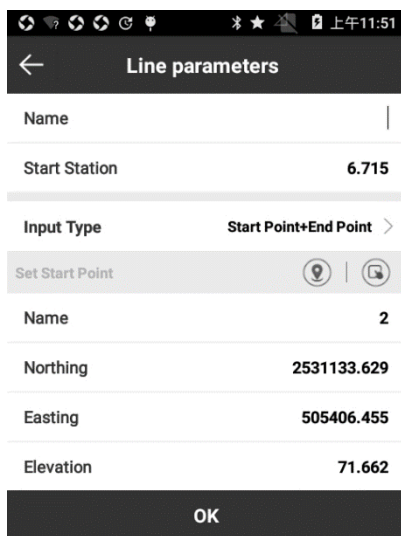 上午11:51
Line parameters
Name
Start Station 6.715
Input Type Start Point+End Point
Set Start Point
Name 2
Northing 2531133.629
Easting 505406.455
Elevation 71.662
OK